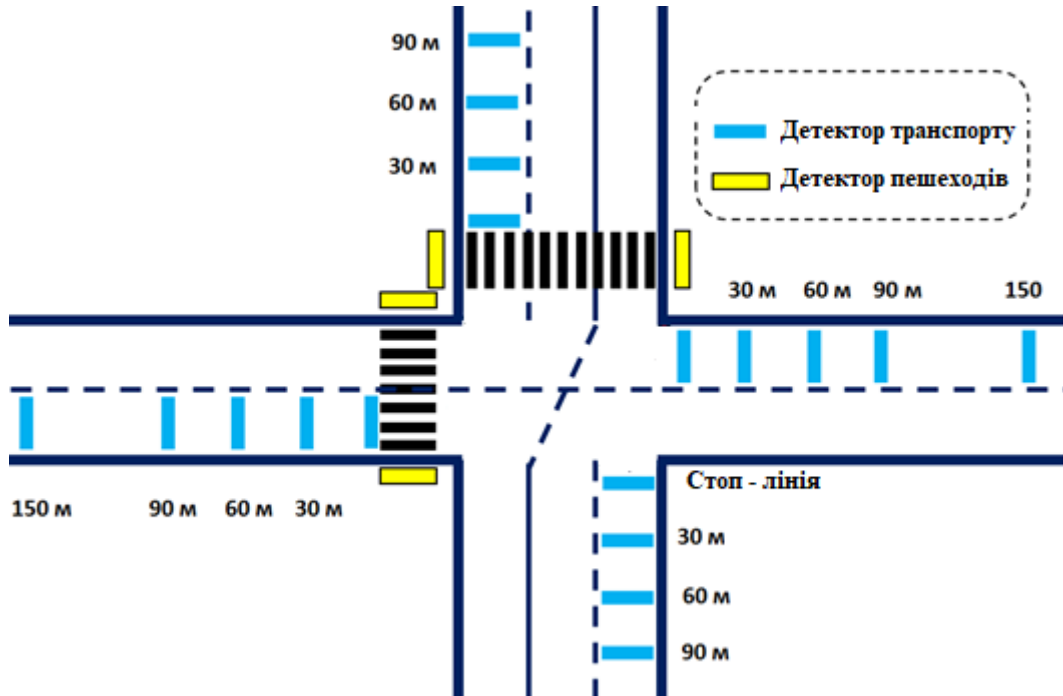 90 м
60 м
30 м
Детектор транспорту
Детектор пешеходів
30 м 60 м 90 м 150
150 м 90 м 60 м 30 м
Стоп - лінія
30 м
60 м
90 м